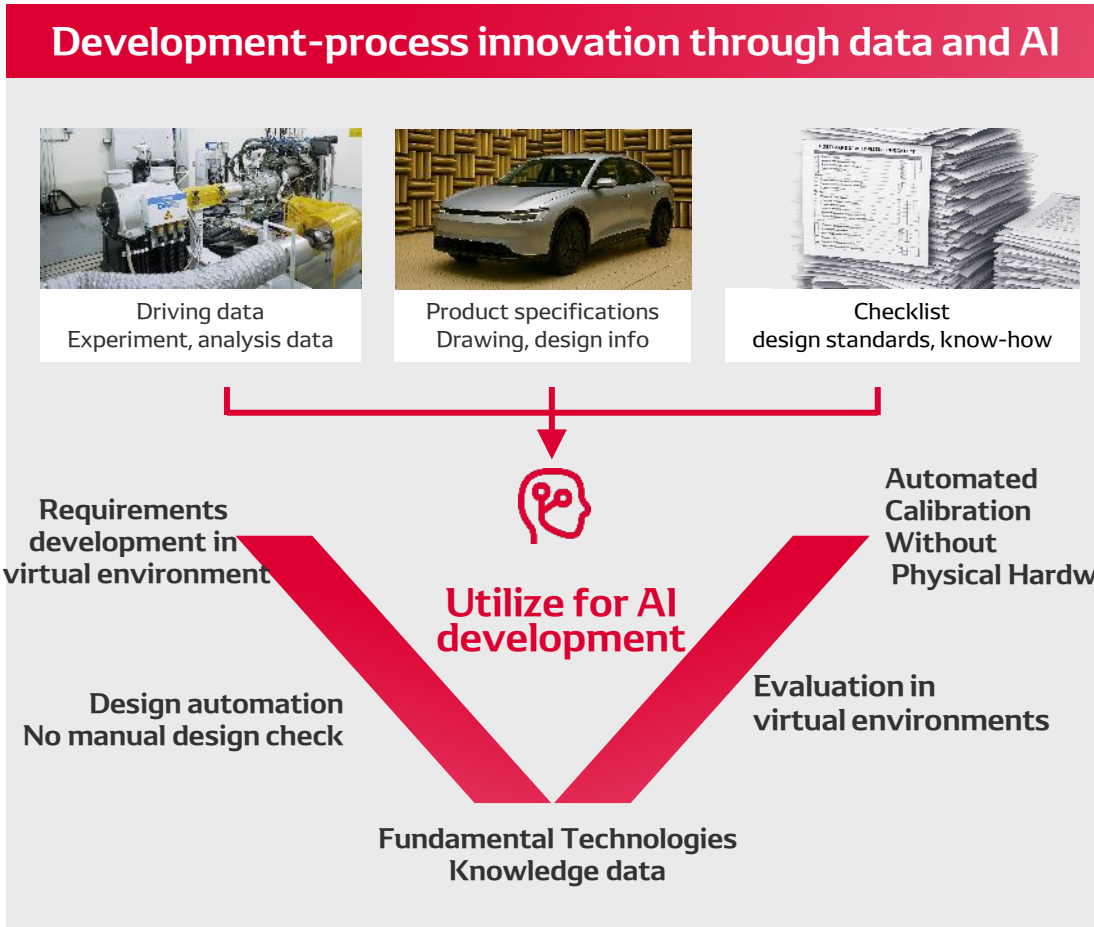 Development-process innovation through data and AI
Driving data
Experiment, analysis data
Product specifications
Drawing, design info
Checklist
design standards, know-how
Requirements
development in
virtual environment
Automated
Calibration
Without
Physical Hardw
Utilize for AI
development
Design automation
No manual design check
Evaluation in
virtual environments
Fundamental Technologies
Knowledge data